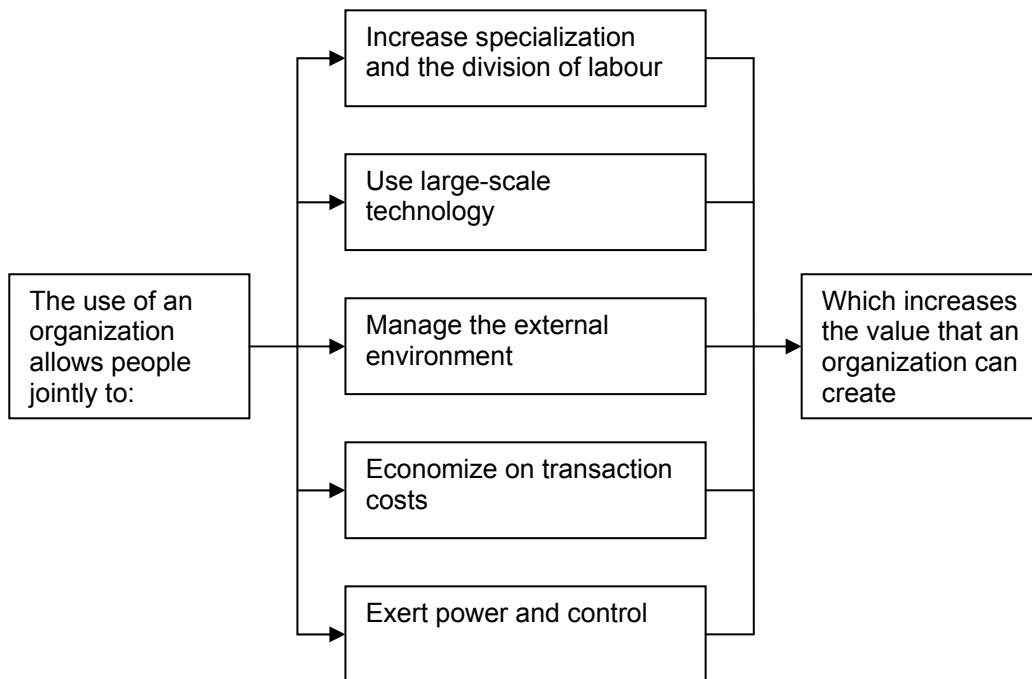 The use of an
organization
allows people
jointly to:
Increase specialization
and the division of labour
Use large-scale
technology
Manage the external
environment
Economize on transaction
costs
Exert power and control
Which increases
the value that an
organization can
create